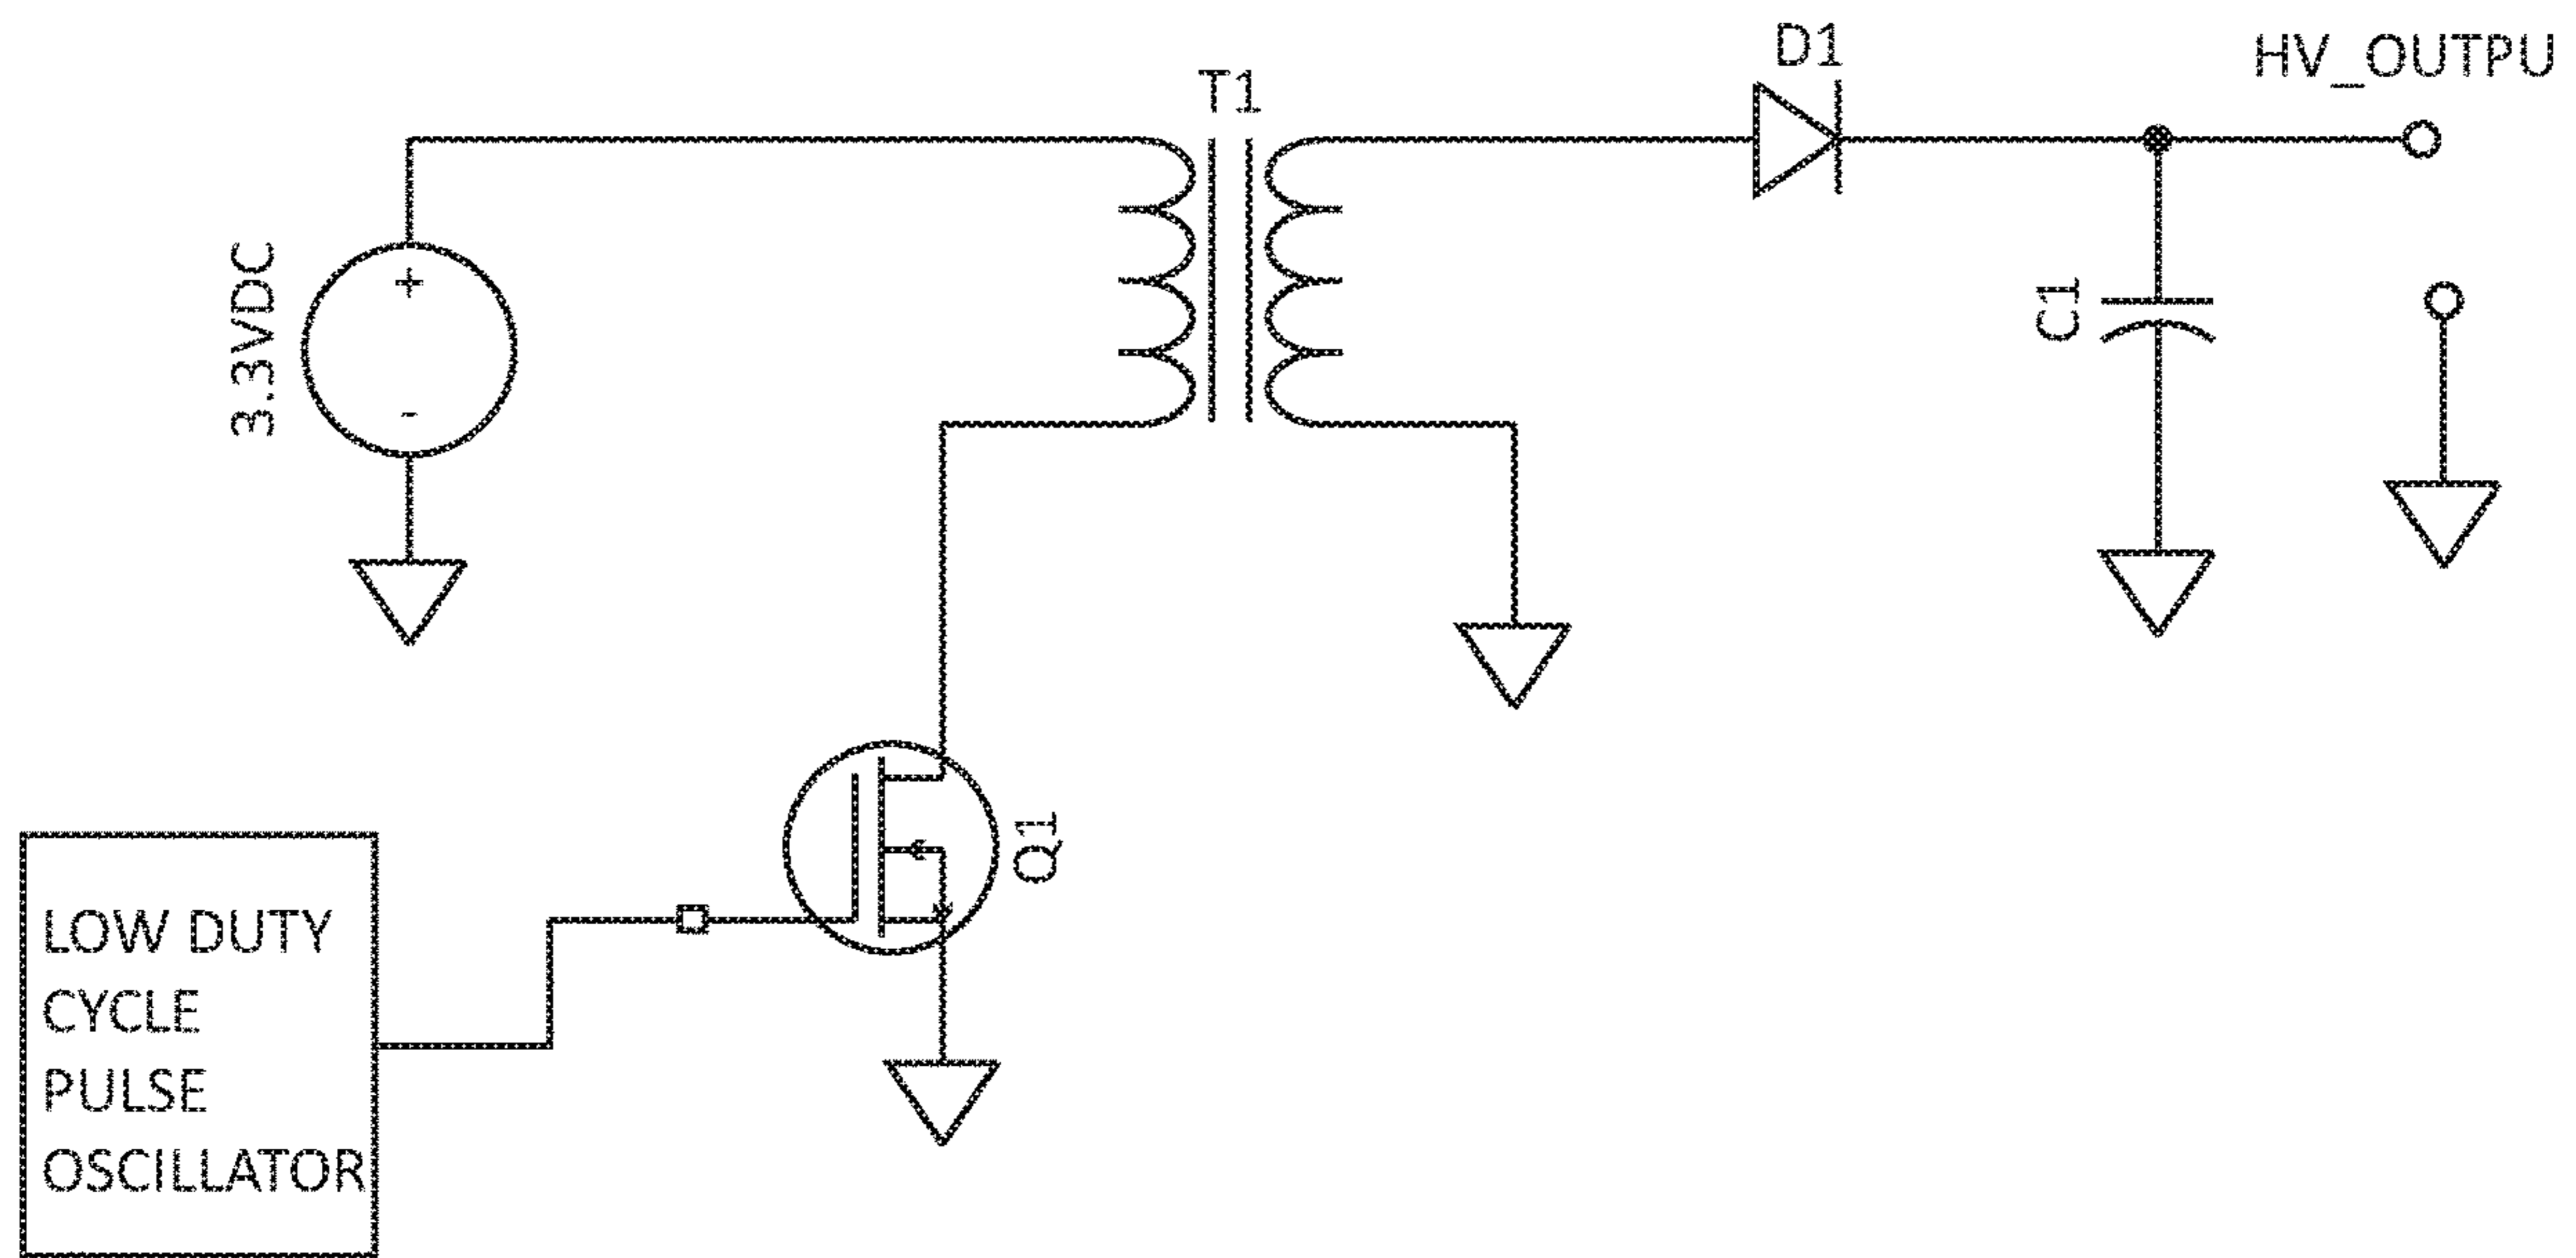 T1
D1
HV_OUTPU
3.3VDC
+
-
C1
Q1
LOW DUTY
CYCLE
PULSE
OSCILLATOR